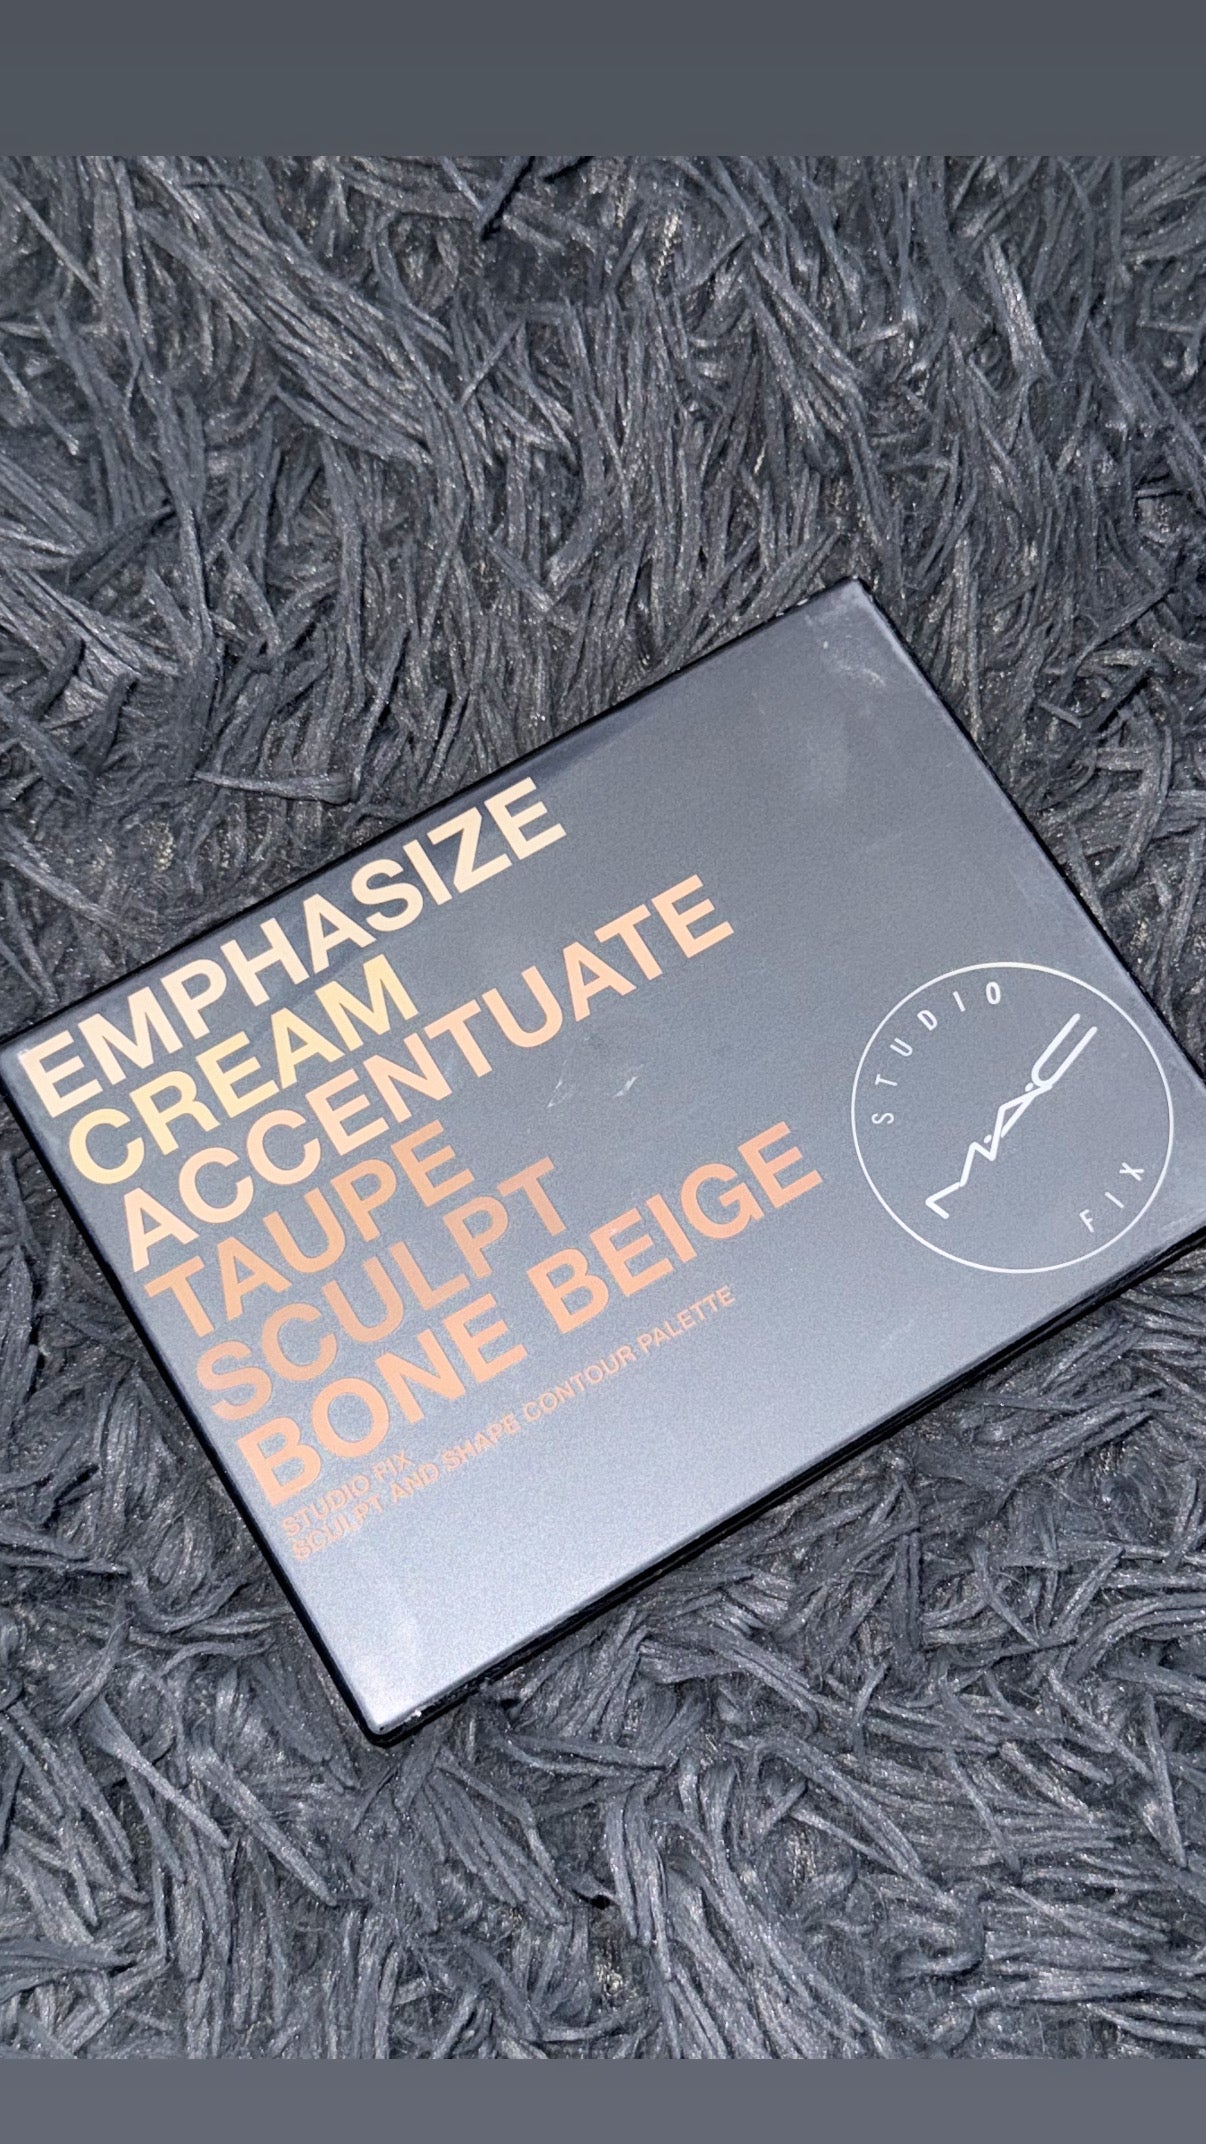 EMPHASIZE
CREAM
ACCENTUATE
TAUPE
SCULPT
BONE BEIGE
STUDIO FIX
SCULPT AND SHAPE CONTOUR PALETTE
STUDIO
M·A·C
FIX